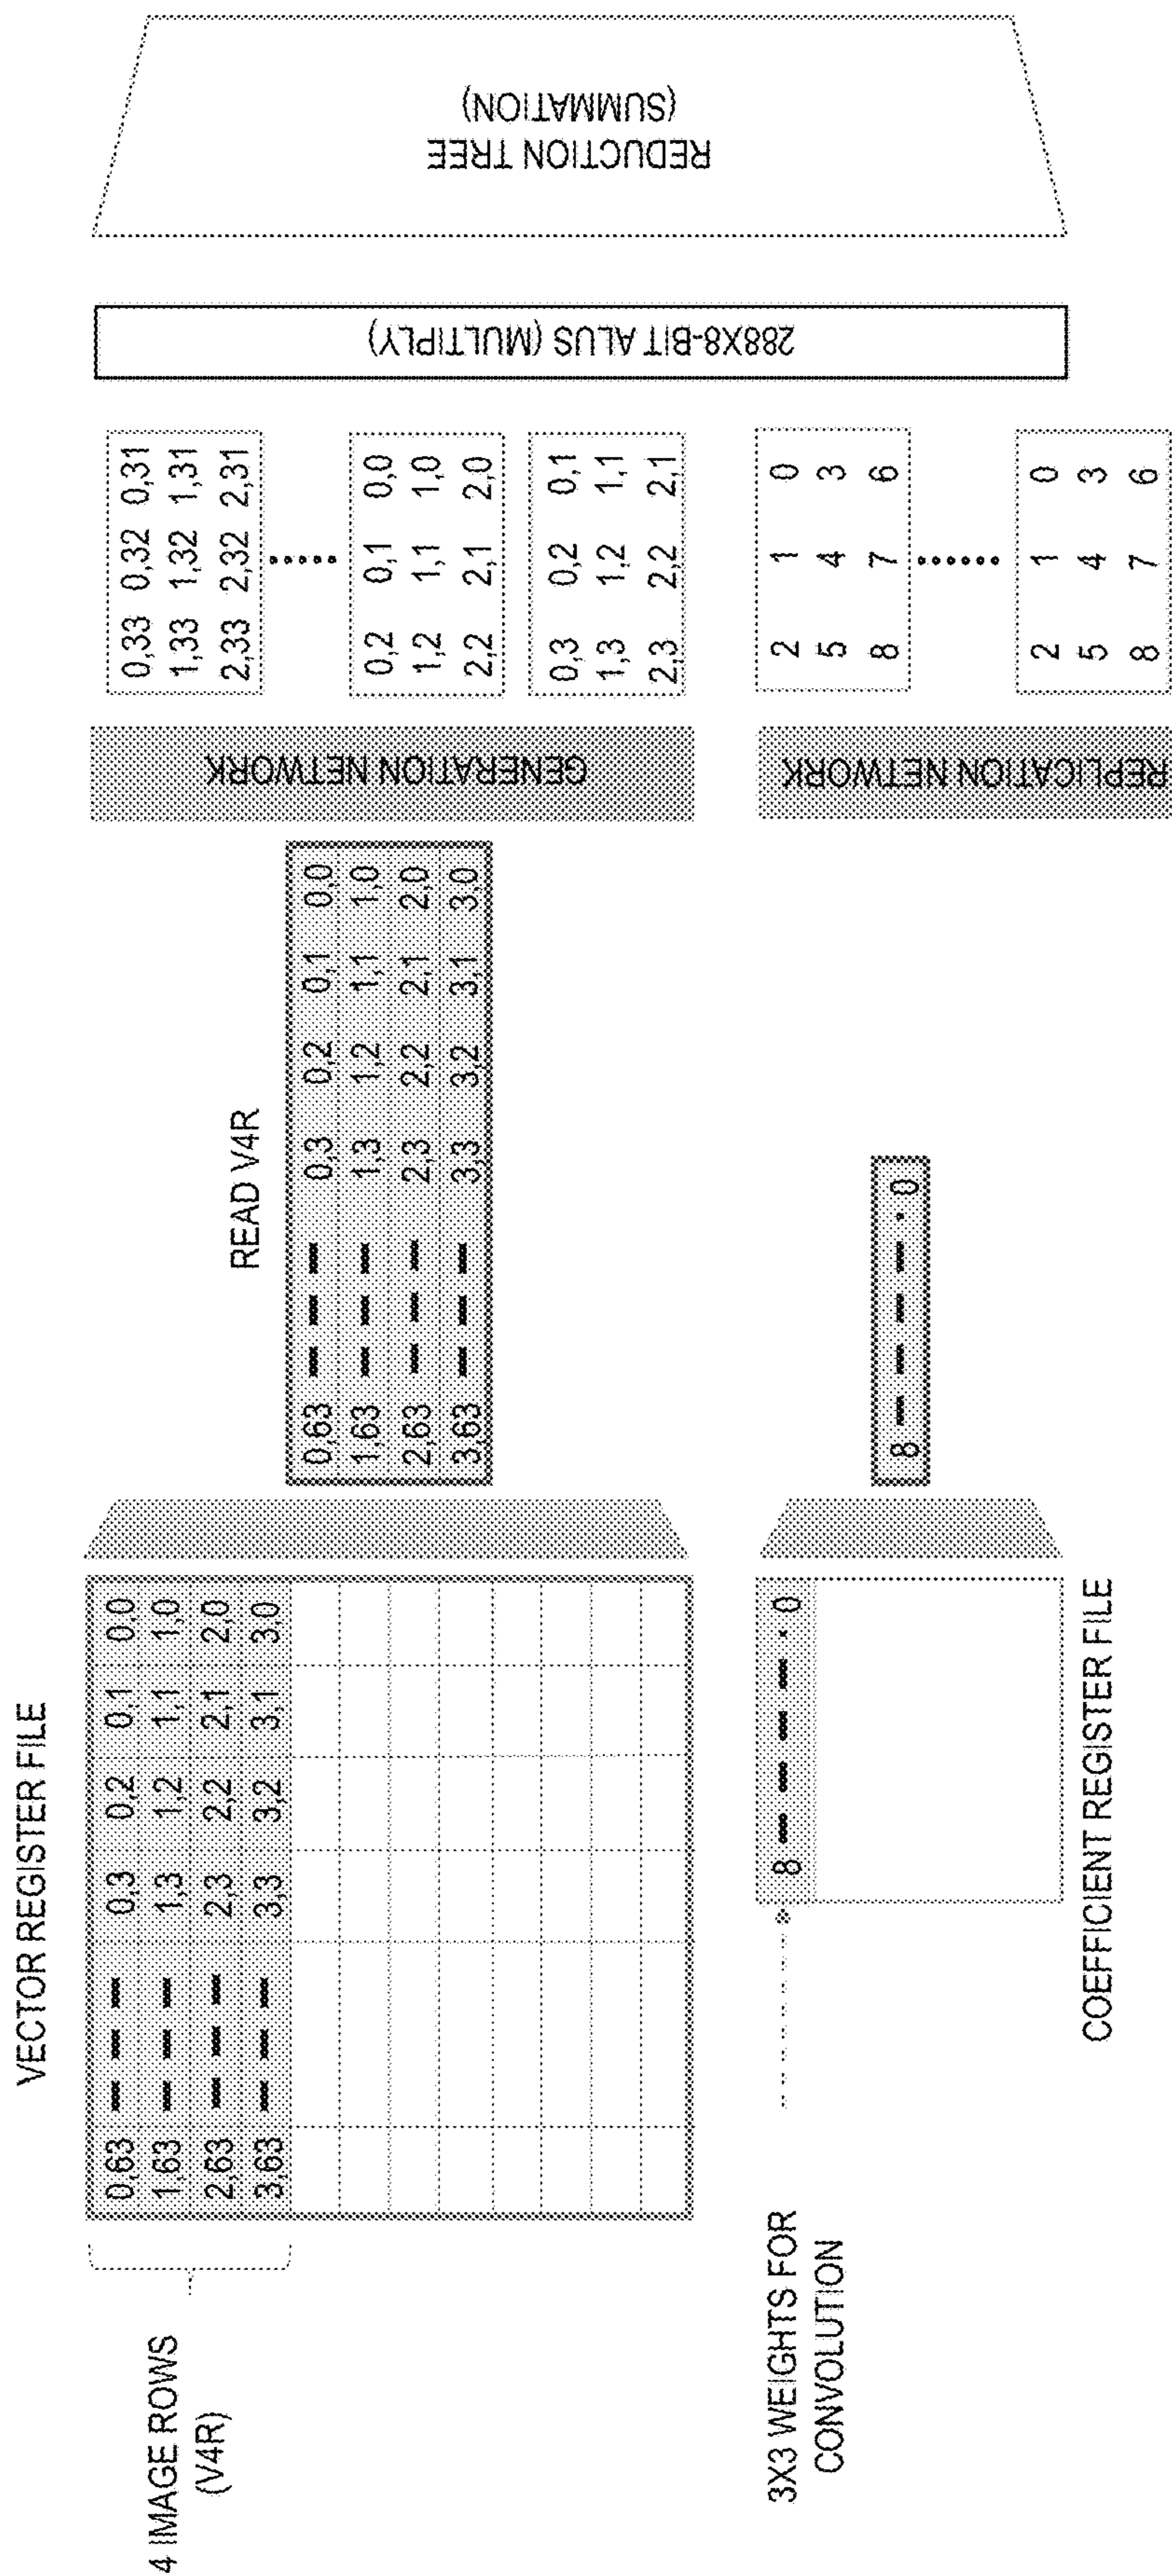 VECTOR REGISTER FILE
4 IMAGE ROWS
(V4R)
0,63 — — — 0,3 0,2 0,1 0,0
1,63 — — — 1,3 1,2 1,1 1,0
2,63 — — — 2,3 2,2 2,1 2,0
3,63 — — — 3,3 3,2 3,1 3,0
READ V4R
0,63 — — — 0,3 0,2 0,1 0,0
1,63 — — — 1,3 1,2 1,1 1,0
2,63 — — — 2,3 2,2 2,1 2,0
3,63 — — — 3,3 3,2 3,1 3,0
GENERATION NETWORK
0,33 0,32 0,31
1,33 1,32 1,31
2,33 2,32 2,31
0,2 0,1 0,0
1,2 1,1 1,0
2,2 2,1 2,0
0,3 0,2 0,1
1,3 1,2 1,1
2,3 2,2 2,1
3X3 WEIGHTS FOR
CONVOLUTION
8 — — — — · 0
COEFFICIENT REGISTER FILE
8 — — — — · 0
REPLICATION NETWORK
2 1 0
5 4 3
8 7 6
2 1 0
5 4 3
8 7 6
288X8-BIT ALUS (MULTIPLY)
REDUCTION TREE
(SUMMATION)